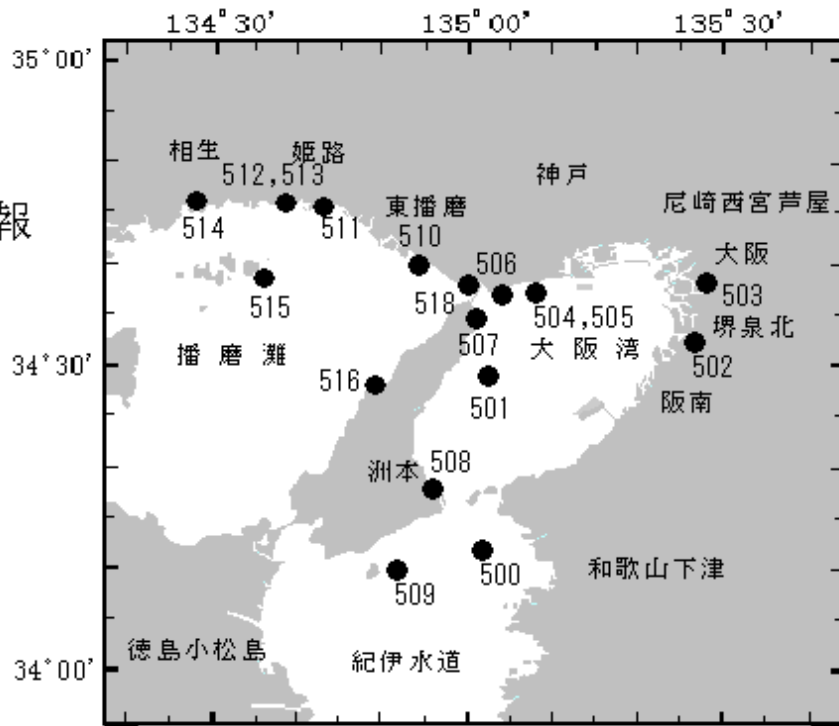 134°30' 135°00' 135°30'
35°00'
相生 姫路 神戸
512,513
報
東播磨 尼崎西宮芦屋
514 511 510 大阪
506
515 518 504,505 503
507 堺泉北
播磨灘 大阪湾
34°30' 502
516 501 阪南
洲本 508
500 和歌山下津
509
徳島小松島 紀伊水道
34°00'